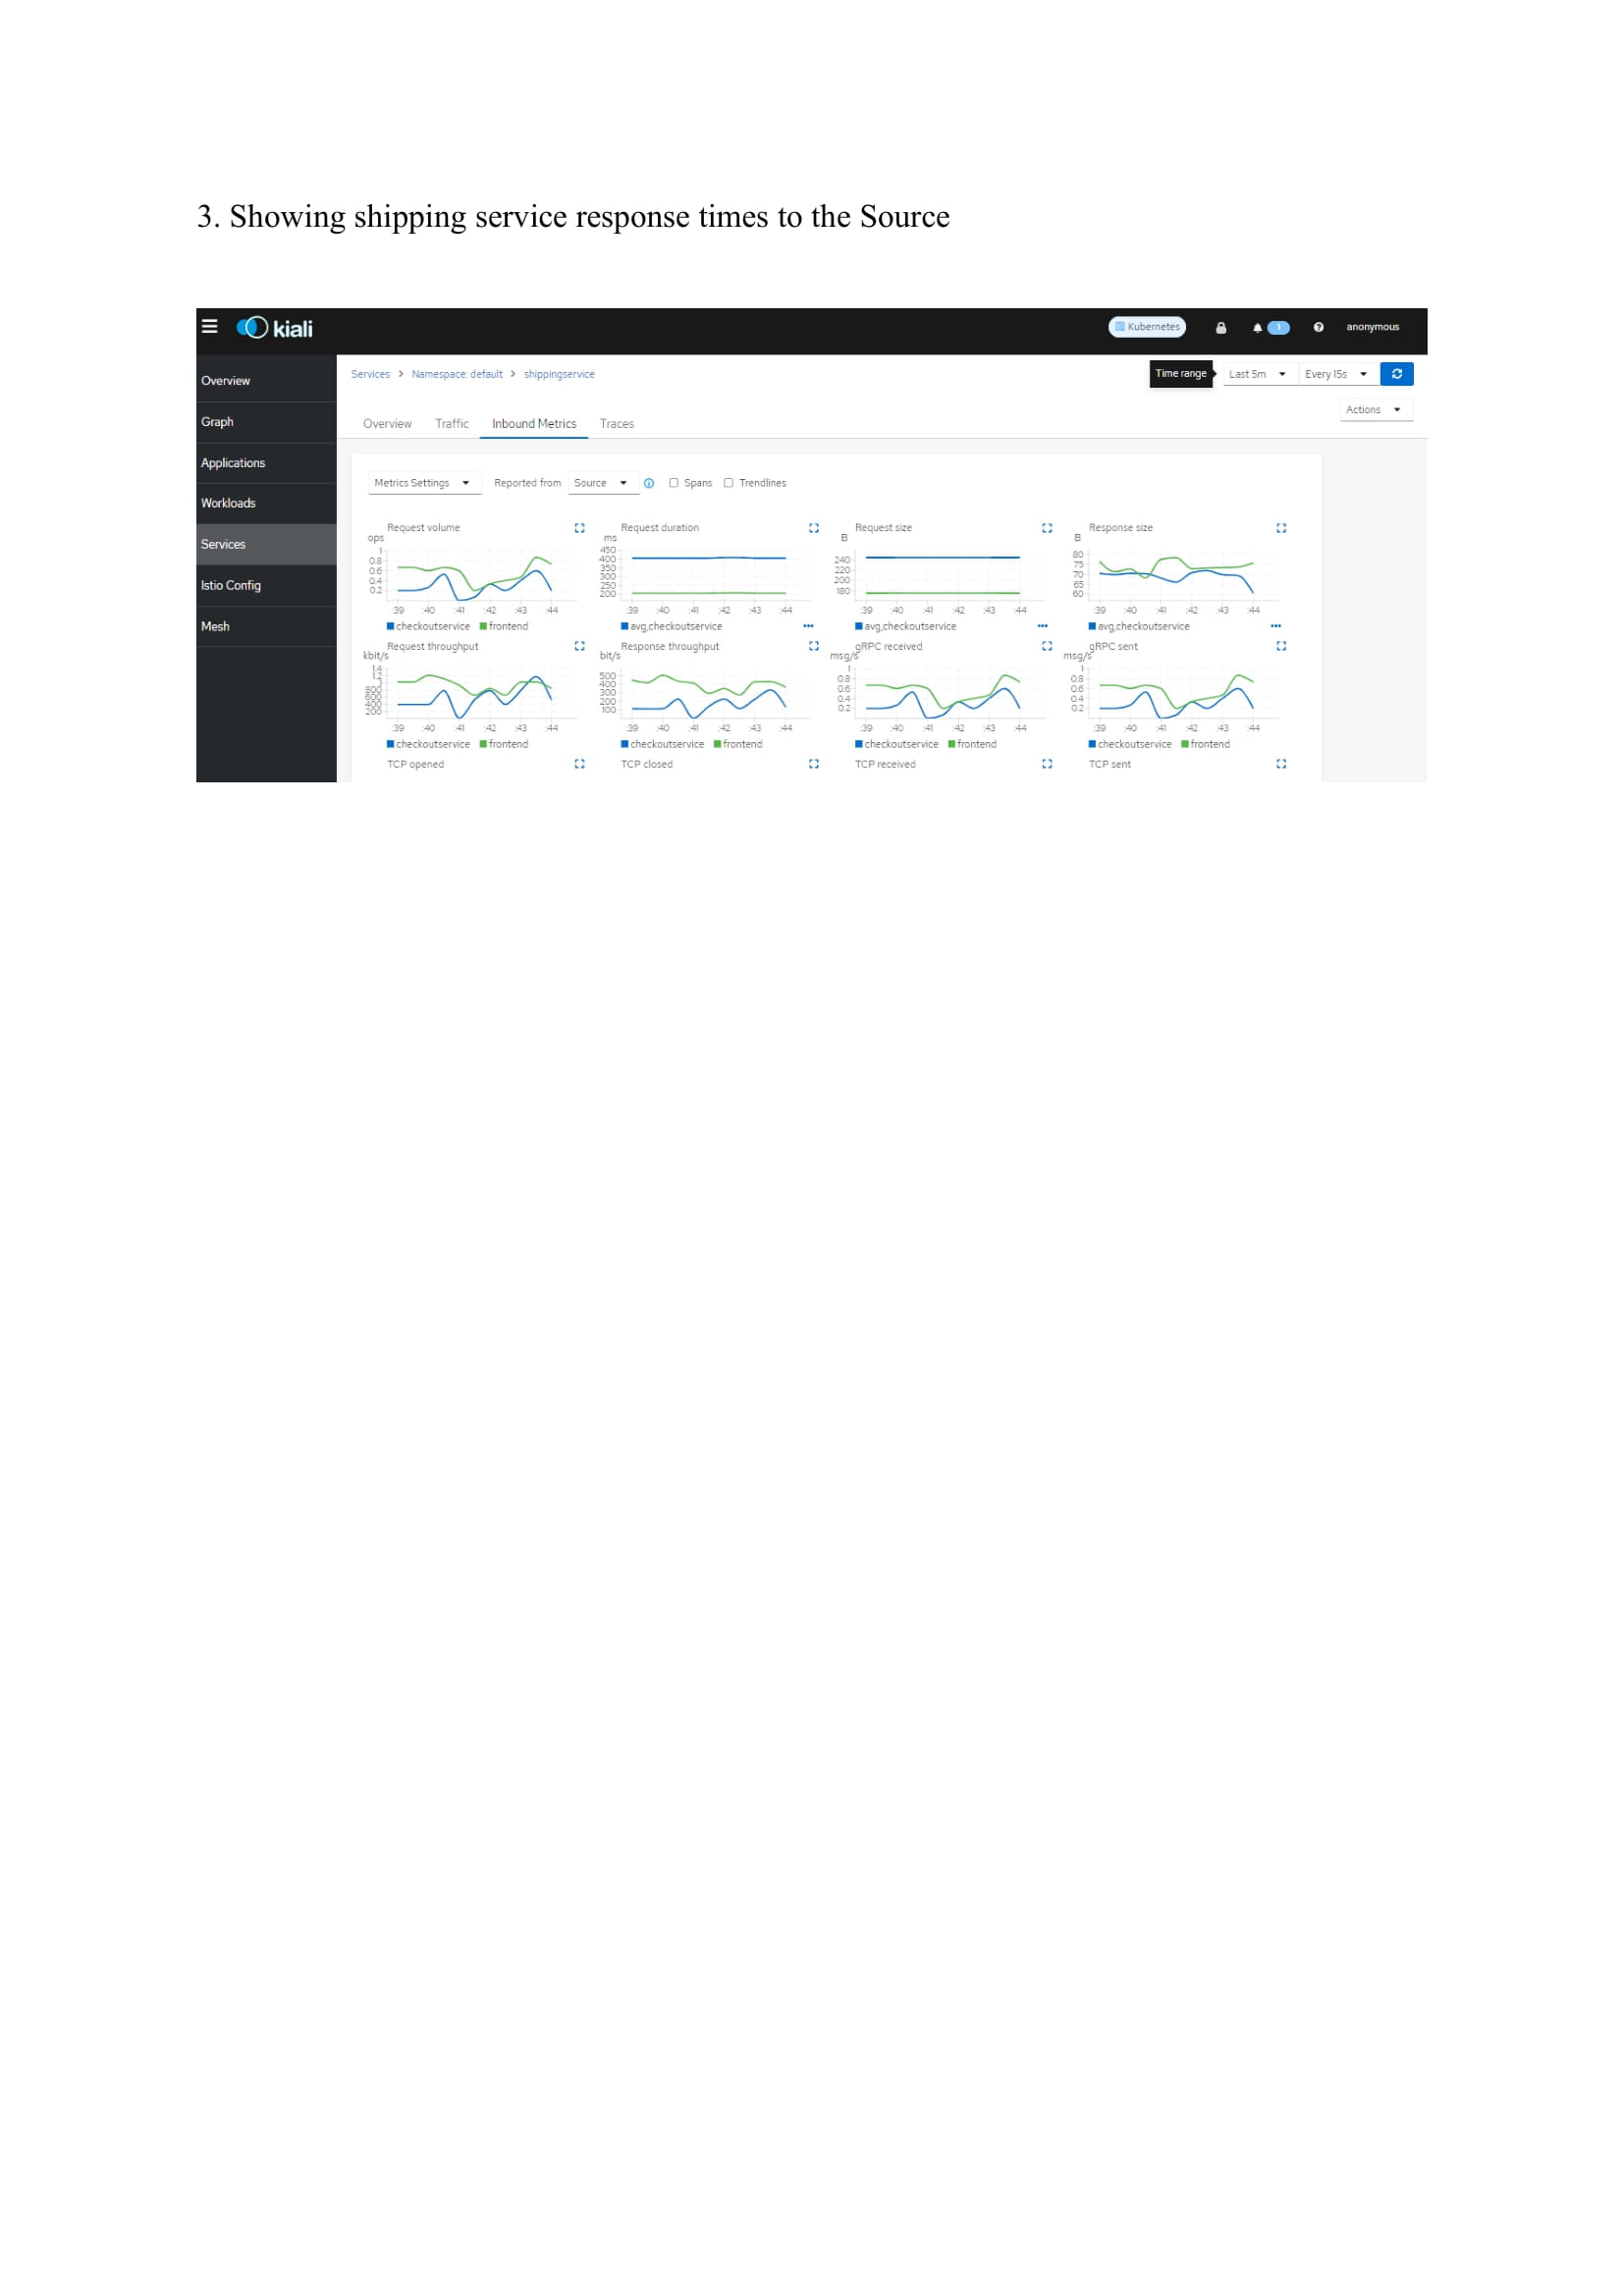 3. Showing shipping service response times to the Source
kiali
Kubernetes
1
anonymous
Overview
Graph
Applications
Workloads
Services
Istio Config
Mesh
Services > Namespace: default > shippingservice
Time range
Last 5m
Every 15s
Actions
Overview Traffic Inbound Metrics Traces
Metrics Settings Reported from Source Spans Trendlines
Request volume
ops
1
0.8
0.6
0.4
0.2
:39 :40 :41 :42 :43 :44
checkoutservice frontend
Request duration
ms
450
400
350
300
250
200
:39 :40 :41 :42 :43 :44
avg,checkoutservice
Request size
B
240
220
200
180
:39 :40 :41 :42 :43 :44
avg,checkoutservice
Response size
B
80
75
70
65
60
:39 :40 :41 :42 :43 :44
avg,checkoutservice
Request throughput
kbit/s
1.4
1.2
1
800
600
400
200
:39 :40 :41 :42 :43 :44
checkoutservice frontend
Response throughput
bit/s
500
400
300
200
100
:39 :40 :41 :42 :43 :44
checkoutservice frontend
gRPC received
msg/s
1
0.8
0.6
0.4
0.2
:39 :40 :41 :42 :43 :44
checkoutservice frontend
gRPC sent
msg/s
1
0.8
0.6
0.4
0.2
:39 :40 :41 :42 :43 :44
checkoutservice frontend
TCP opened
TCP closed
TCP received
TCP sent